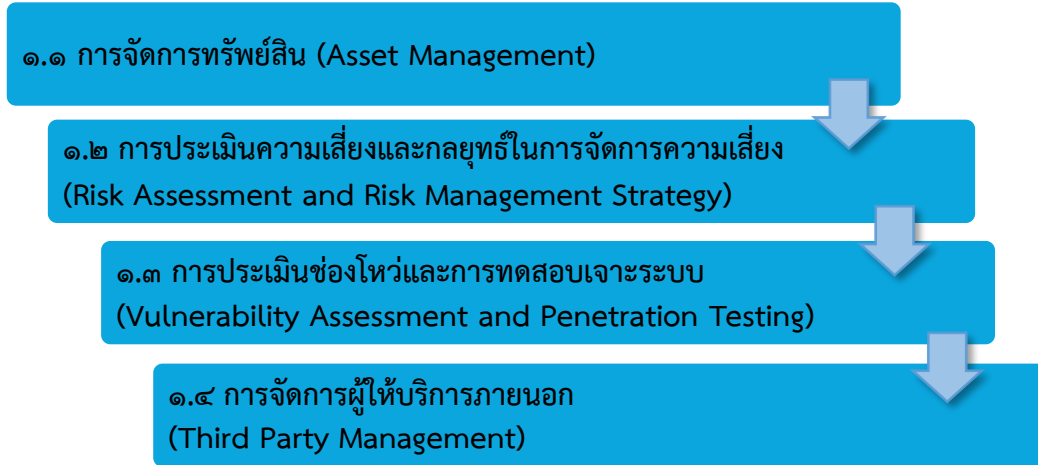 ๑.๑ การจัดการทรัพย์สิน (Asset Management)
๑.๒ การประเมินความเสี่ยงและกลยุทธ์ในการจัดการความเสี่ยง
(Risk Assessment and Risk Management Strategy)
๑.๓ การประเมินช่องโหว่และการทดสอบเจาะระบบ
(Vulnerability Assessment and Penetration Testing)
๑.๔ การจัดการผู้ให้บริการภายนอก
(Third Party Management)